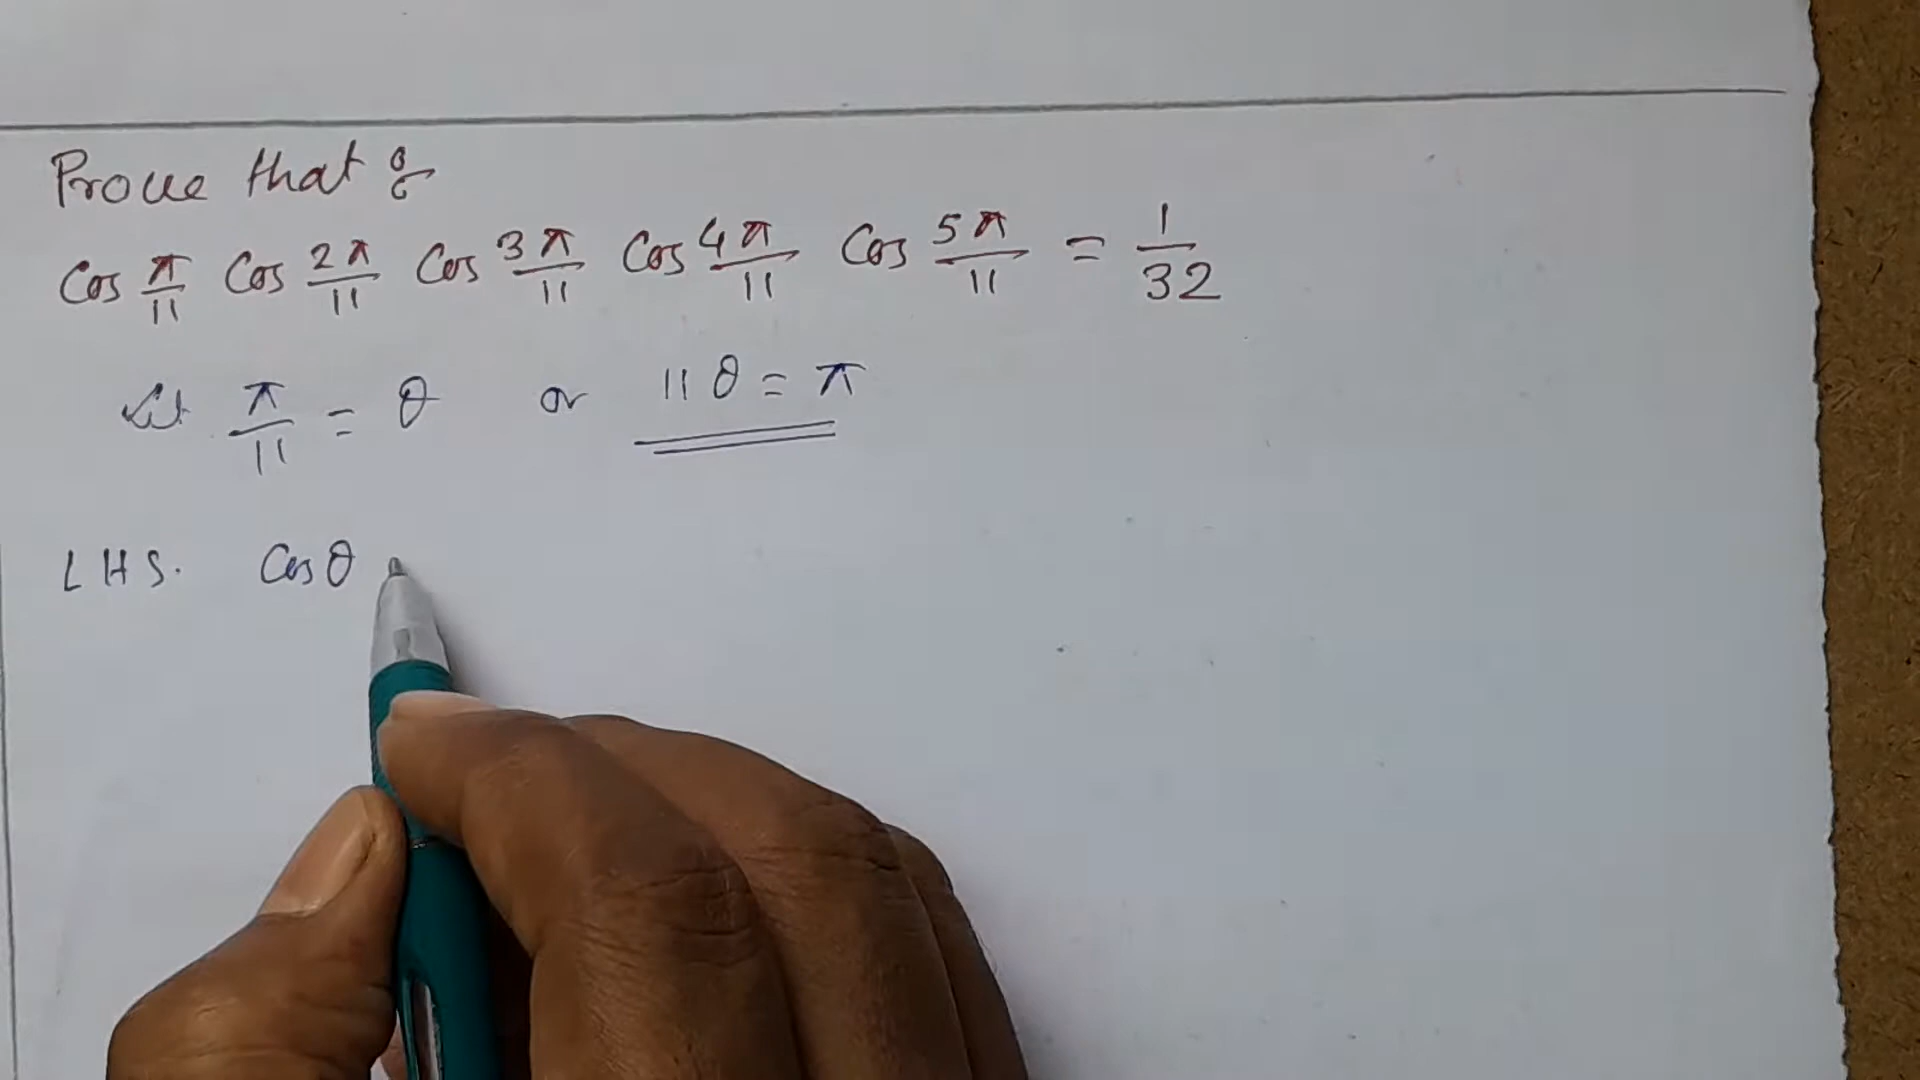 Prove that :
Cos π/11 Cos 2π/11 Cos 3π/11 Cos 4π/11 Cos 5π/11 = 1/32
Let π/11 = θ or 11θ = π
LHS. Cos θ